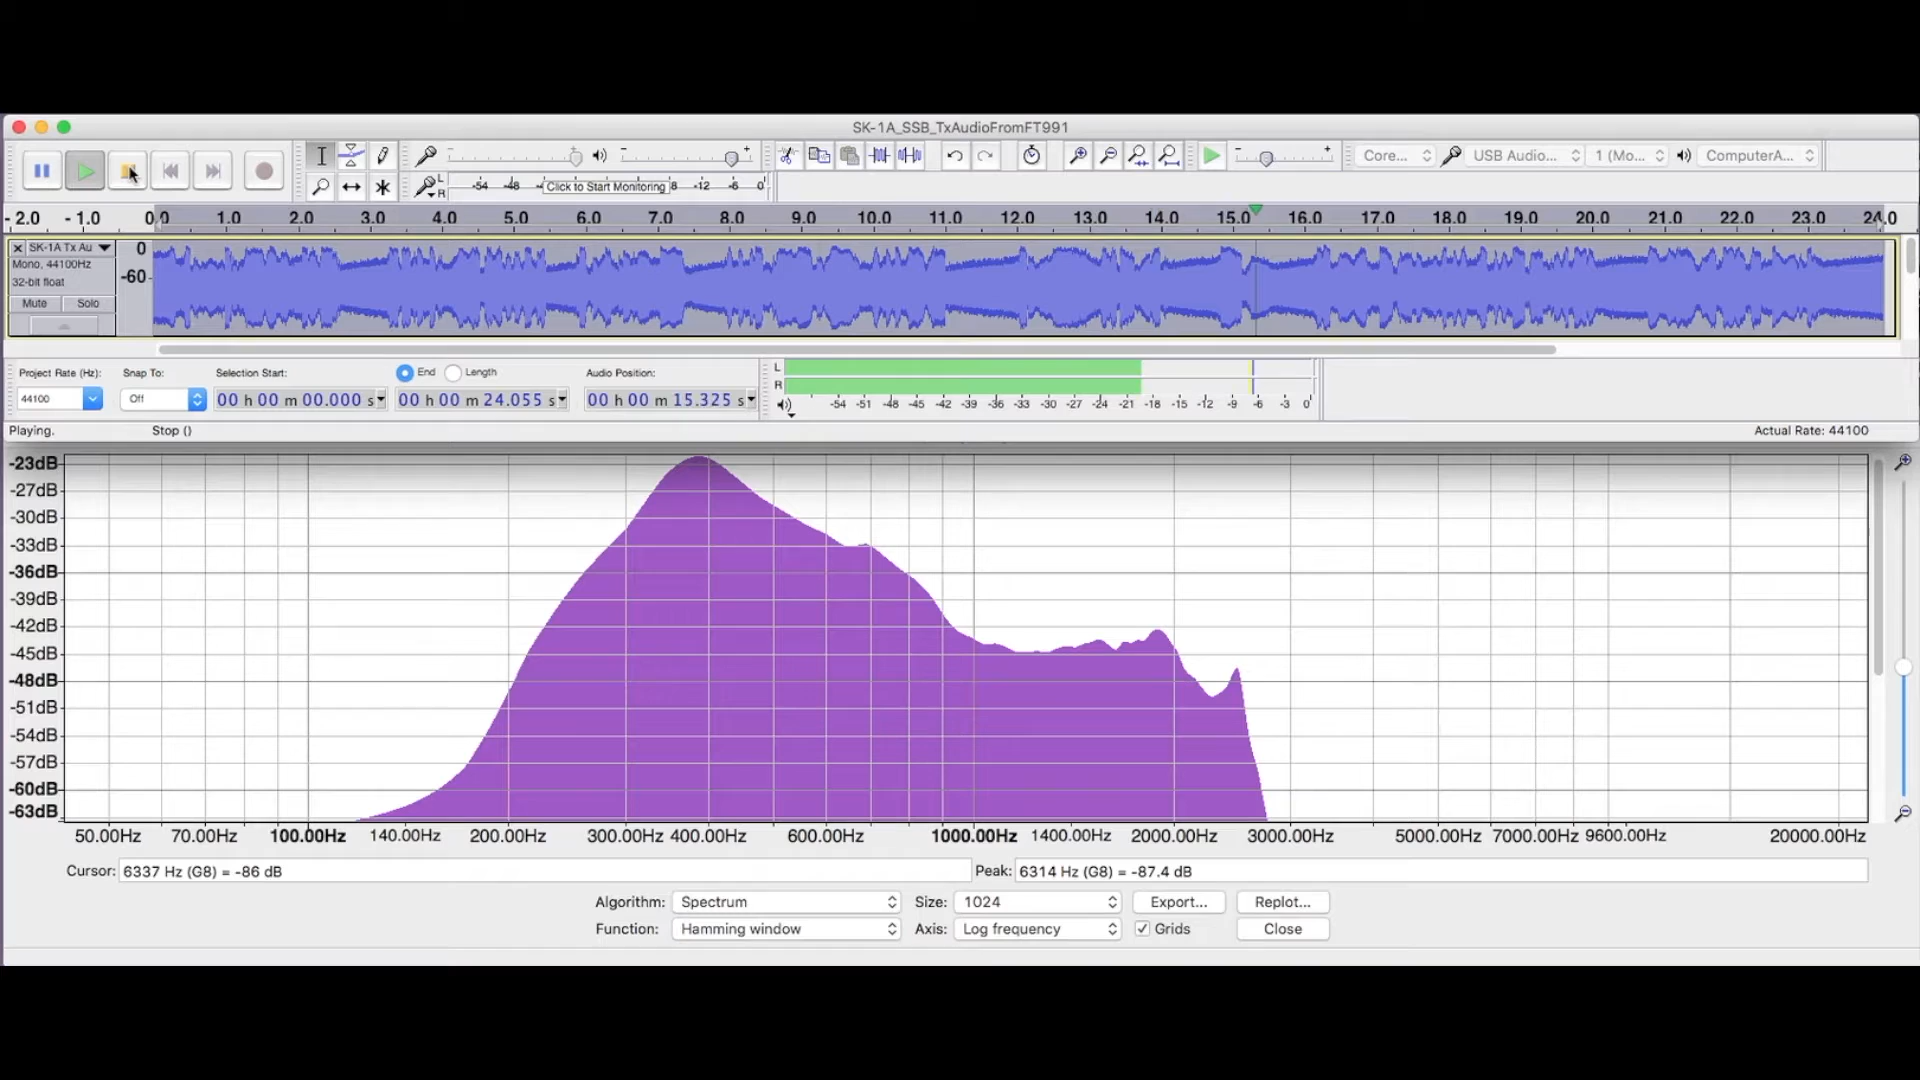 SK-1A_SSB_TxAudioFromFT991
Core... USB Audio... 1 (Mo... ComputerA...
L R -54 -48 Click to Start Monitoring 8 -12 -6 0
- 2.0 - 1.0 0.0 1.0 2.0 3.0 4.0 5.0 6.0 7.0 8.0 9.0 10.0 11.0 12.0 13.0 14.0 15.0 16.0 17.0 18.0 19.0 20.0 21.0 22.0 23.0 24.0
SK-1A Tx Au
Mono, 44100Hz
32-bit float
Mute Solo
0
-60
Project Rate (Hz): Snap To: Selection Start: End Length Audio Position:
44100 Off 00 h 00 m 00.000 s 00 h 00 m 24.055 s 00 h 00 m 15.325 s
L
R
-54 -51 -48 -45 -42 -39 -36 -33 -30 -27 -24 -21 -18 -15 -12 -9 -6 -3 0
Playing. Stop () Actual Rate: 44100
-23dB
-27dB
-30dB
-33dB
-36dB
-39dB
-42dB
-45dB
-48dB
-51dB
-54dB
-57dB
-60dB
-63dB
50.00Hz 70.00Hz 100.00Hz 140.00Hz 200.00Hz 300.00Hz 400.00Hz 600.00Hz 1000.00Hz 1400.00Hz 2000.00Hz 3000.00Hz 5000.00Hz 7000.00Hz 9600.00Hz 20000.00Hz
Cursor: 6337 Hz (G8) = -86 dB Peak: 6314 Hz (G8) = -87.4 dB
Algorithm: Spectrum Size: 1024 Export... Replot...
Function: Hamming window Axis: Log frequency Grids Close